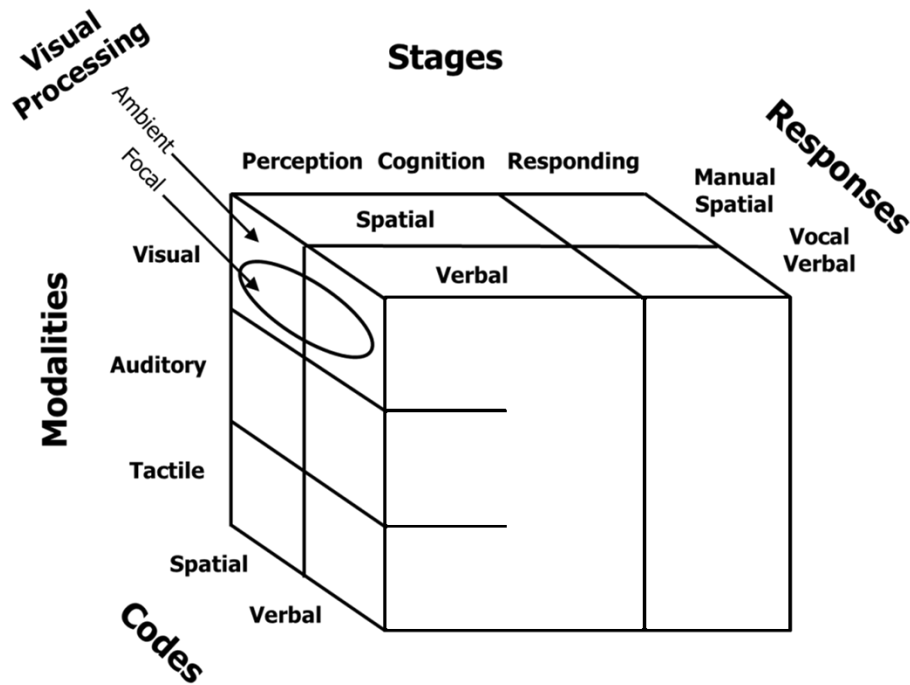 Visual
Processing
Stages
Ambient
Focal
Perception Cognition Responding
Responses
Manual
Spatial
Vocal
Verbal
Spatial
Verbal
Modalities
Visual
Auditory
Tactile
Spatial
Verbal
Codes